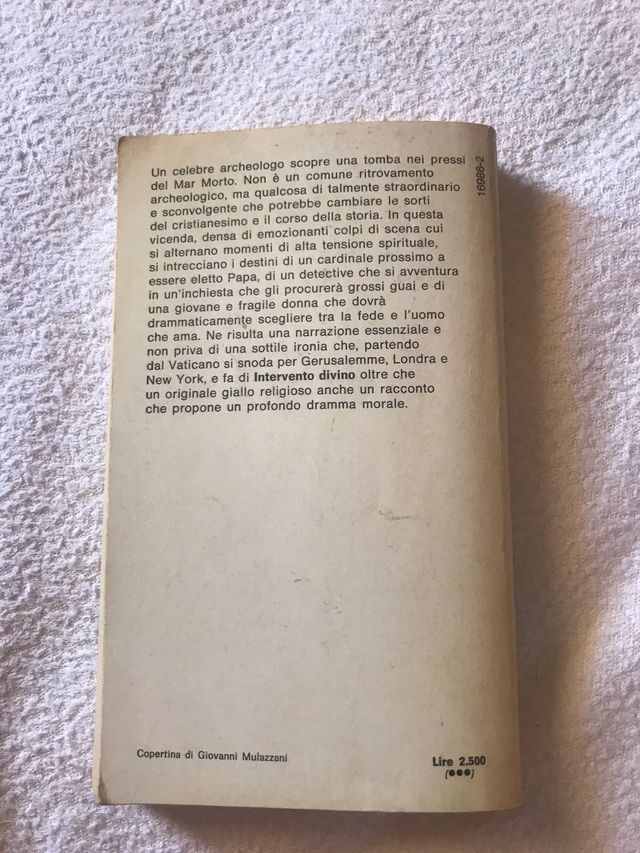 Un celebre archeologo scopre una tomba nei pressi
del Mar Morto. Non è un comune ritrovamento
archeologico, ma qualcosa di talmente straordinario
e sconvolgente che potrebbe cambiare le sorti
del cristianesimo e il corso della storia. In questa
vicenda, densa di emozionanti colpi di scena cui
si alternano momenti di alta tensione spirituale,
si intrecciano i destini di un cardinale prossimo a
essere eletto Papa, di un detective che si avventura
in un'inchiesta che gli procurerà grossi guai e di
una giovane e fragile donna che dovrà
drammaticamente scegliere tra la fede e l'uomo
che ama. Ne risulta una narrazione essenziale e
non priva di una sottile ironia che, partendo
dal Vaticano si snoda per Gerusalemme, Londra e
New York, e fa di Intervento divino oltre che
un originale giallo religioso anche un racconto
che propone un profondo dramma morale.
16986-2
Copertina di Giovanni Mulazzani
Lire 2.500
(●●●)